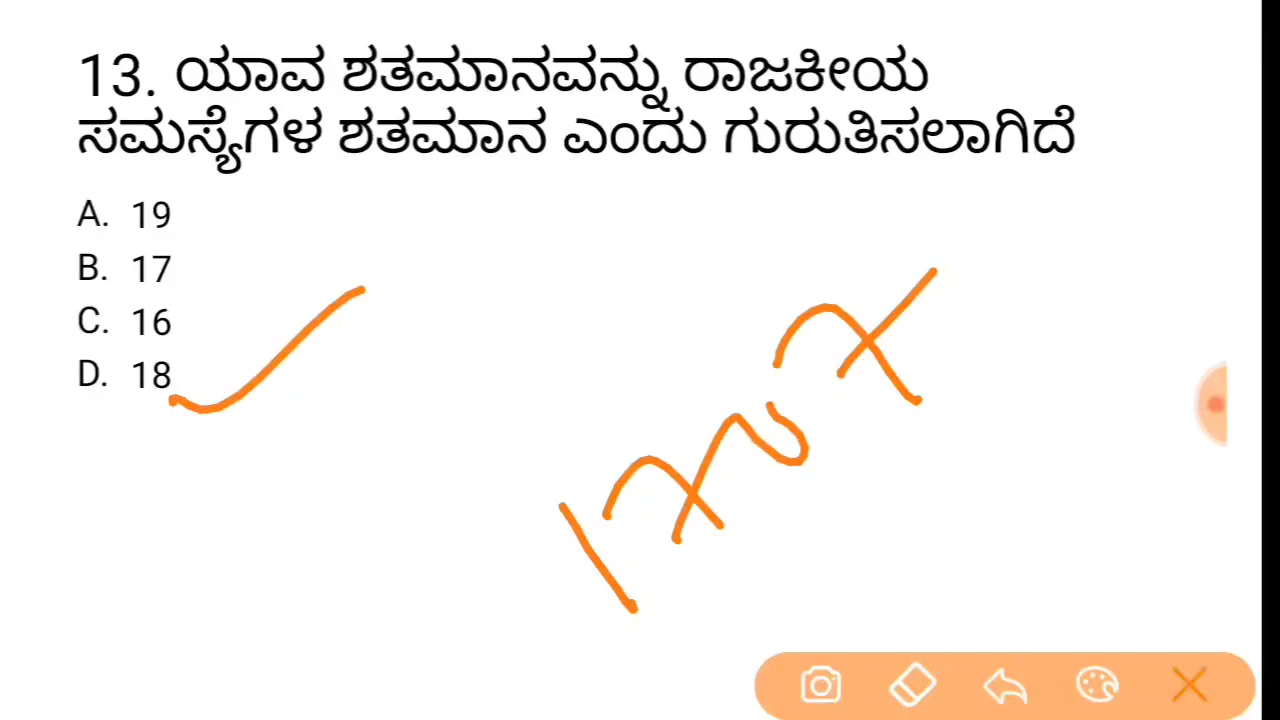 13. ಯಾವ ಶತಮಾನವನ್ನು ರಾಜಕೀಯ
ಸಮಸ್ಯೆಗಳ ಶತಮಾನ ಎಂದು ಗುರುತಿಸಲಾಗಿದೆ
A. 19
B. 17
C. 16
D. 18
1707